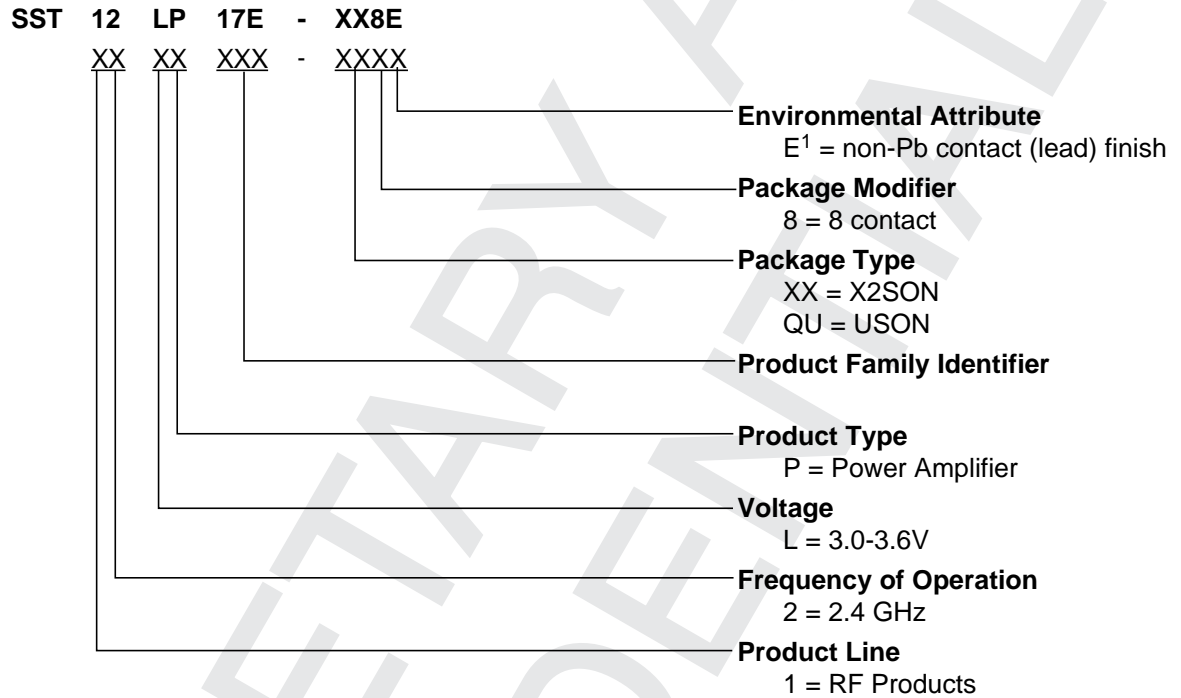 SST 12 LP 17E - XX8E
XX XX XXX - XXXX
Environmental Attribute
E1 = non-Pb contact (lead) finish
Package Modifier
8 = 8 contact
Package Type
XX = X2SON
QU = USON
Product Family Identifier
Product Type
P = Power Amplifier
Voltage
L = 3.0-3.6V
Frequency of Operation
2 = 2.4 GHz
Product Line
1 = RF Products